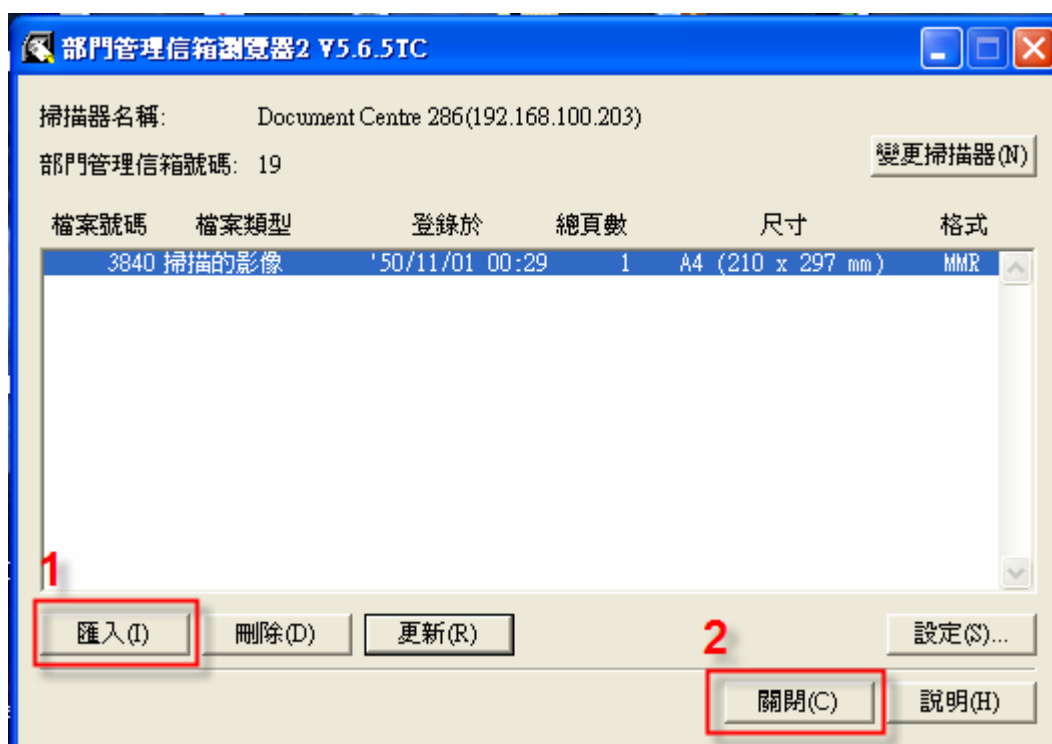 部門管理信箱瀏覽器2 V5.6.5TC
掃描器名稱: Document Centre 286(192.168.100.203)
變更掃描器(N)
部門管理信箱號碼: 19
檔案號碼 檔案類型 登錄於 總頁數 尺寸 格式
3840 掃描的影像 '50/11/01 00:29 1 A4 (210 x 297 mm) MMR
1
匯入(I) 刪除(D) 更新(R) 設定(S)...
2
關閉(C) 說明(H)